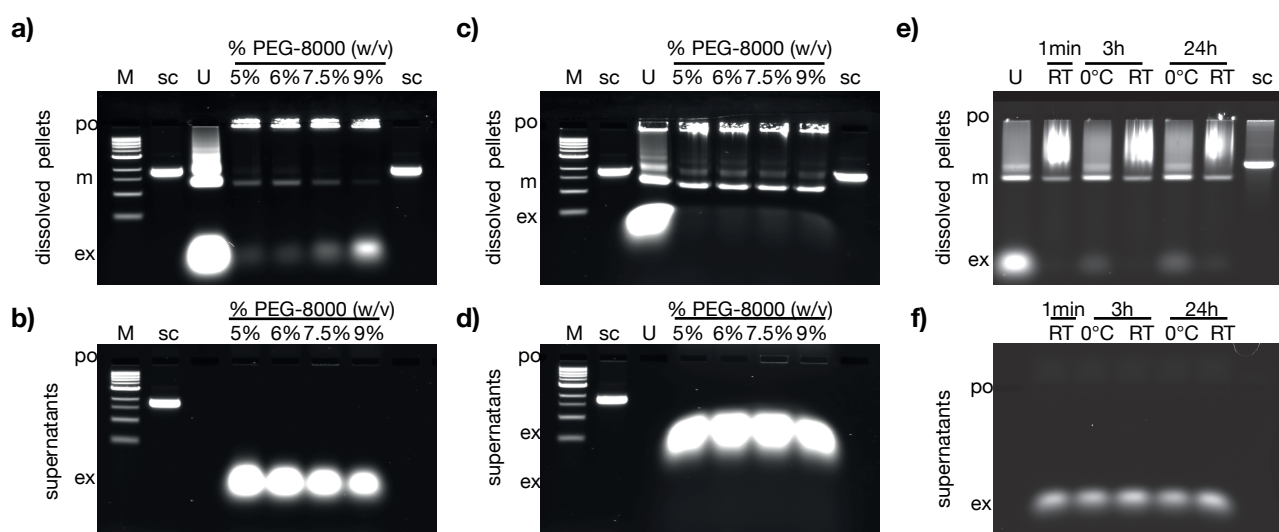 a)
% PEG-8000 (w/v)
M sc U 5% 6% 7.5% 9% sc
po
m
ex
dissolved pellets
b)
% PEG-8000 (w/v)
M sc 5% 6% 7.5% 9%
po
ex
supernatants
c)
% PEG-8000 (w/v)
M sc U 5% 6% 7.5% 9% sc
po
m
ex
dissolved pellets
d)
% PEG-8000 (w/v)
M sc U 5% 6% 7.5% 9%
po
ex
ex
supernatants
e)
1min 3h 24h
U RT 0°C RT 0°C RT sc
po
m
ex
dissolved pellets
f)
1min 3h 24h
RT 0°C RT 0°C RT
po
ex
supernatants